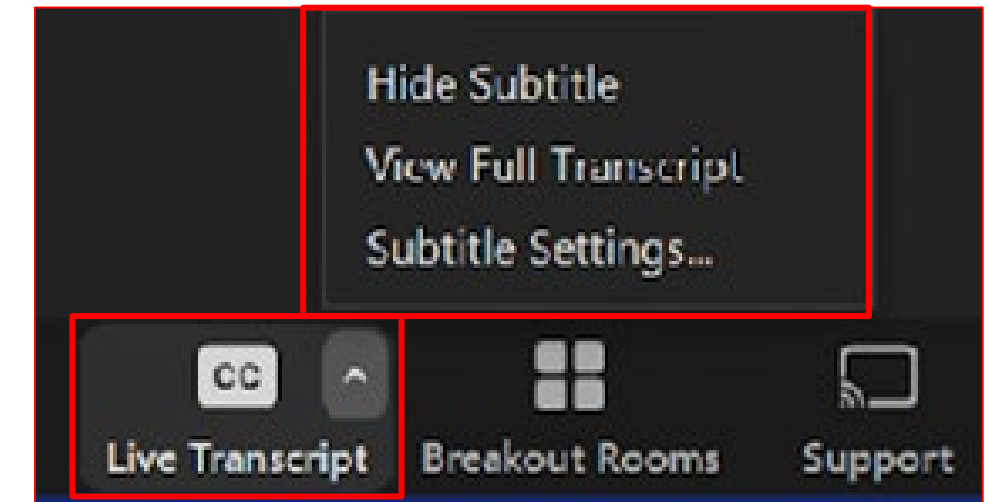 Hide Subtitle
View Full Transcript
Subtitle Settings...
CC
Live Transcript
Breakout Rooms
Support